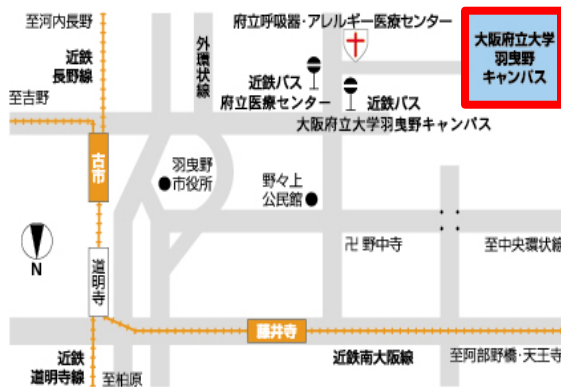 至河内長野
近鉄
長野線
至吉野
外環状線
府立呼吸器・アレルギー医療センター
近鉄バス
府立医療センター
近鉄バス
大阪府立大学羽曳野キャンパス
大阪府立大学
羽曳野
キャンパス
古市
羽曳野
市役所
野々上
公民館
卍 野中寺
至中央環状線
N
道明寺
藤井寺
近鉄
道明寺線
至柏原
近鉄南大阪線
至阿部野橋・天王寺